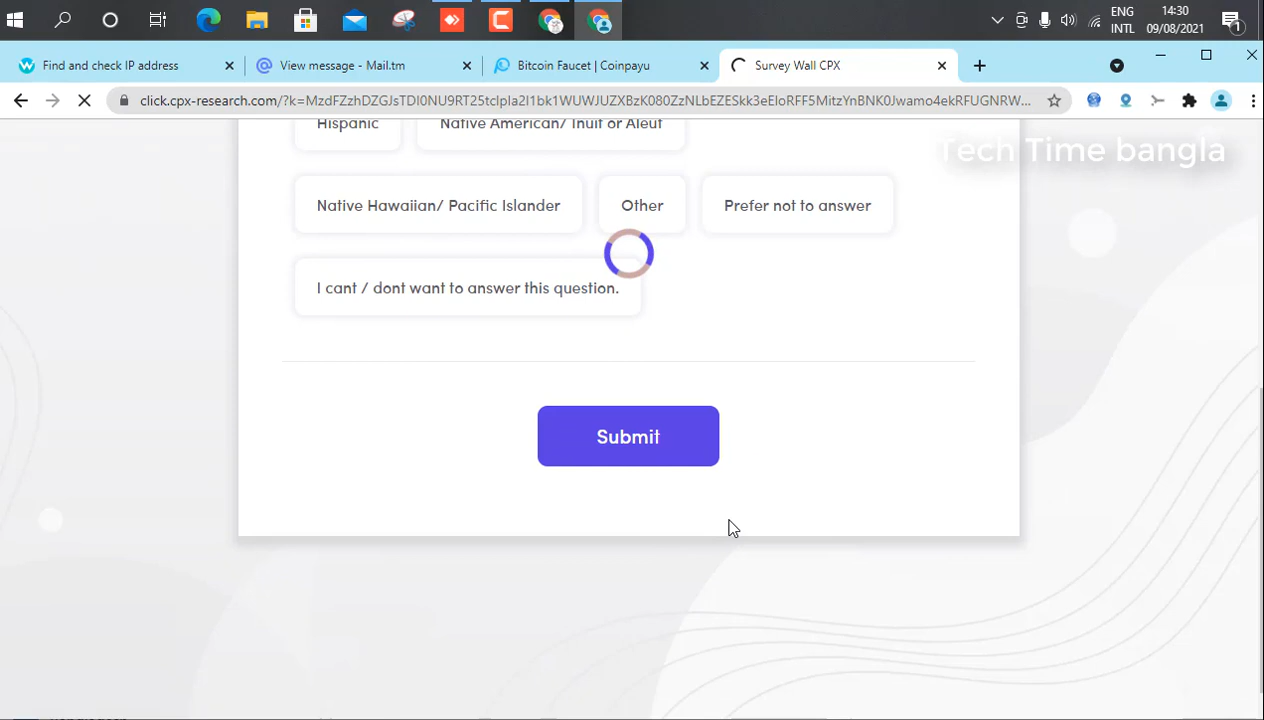 ENG
14:30
INTL
09/08/2021
1
Find and check IP address
View message - Mail.tm
Bitcoin Faucet | Coinpayu
Survey Wall CPX
click.cpx-research.com/?k=MzdFZzhDZGJsTDI0NU9RT25tclpla2I1bk1WUWJUZXBzK080ZzNLbEZESkk3eEloRFF5MitzYnBNK0Jwamo4ekRFUGNRW...
Tech Time bangla
Hispanic
Native American/ Inuit or Aleut
Native Hawaiian/ Pacific Islander
Other
Prefer not to answer
I cant / dont want to answer this question.
Submit